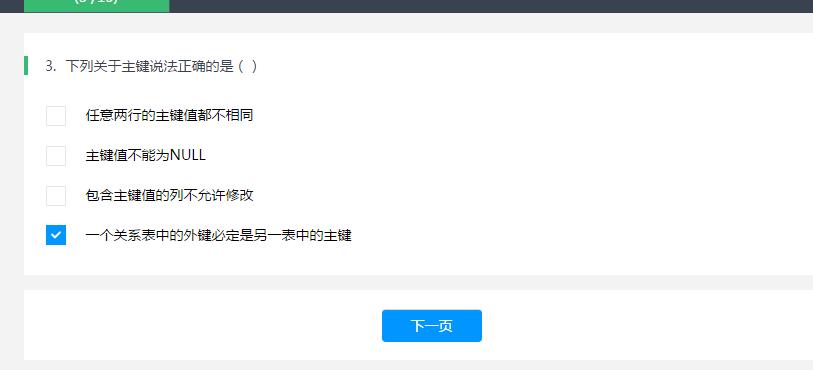 3. 下列关于主键说法正确的是（ ）
任意两行的主键值都不相同
主键值不能为NULL
包含主键值的列不允许修改
一个关系表中的外键必定是另一表中的主键
下一页